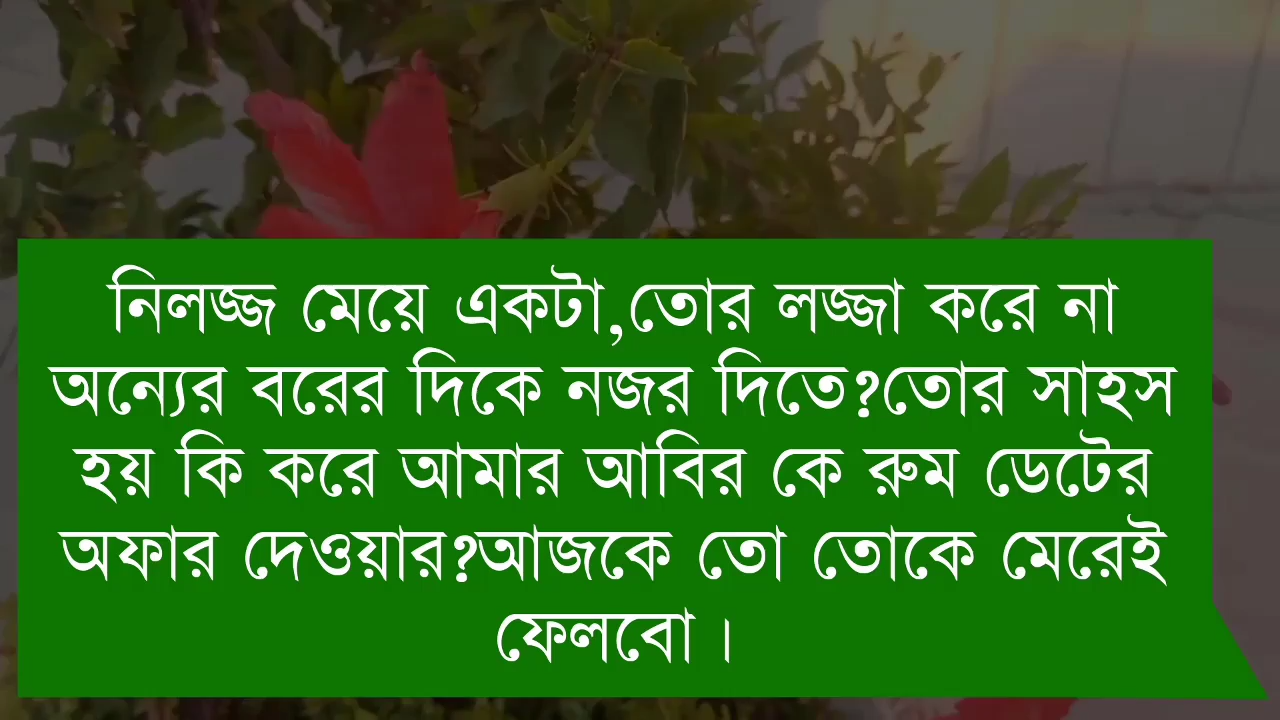 নিলজ্জ মেয়ে একটা,তোর লজ্জা করে না
অন্যের বরের দিকে নজর দিতে?তোর সাহস
হয় কি করে আমার আবির কে রুম ডেটের
অফার দেওয়ার?আজকে তো তোকে মেরেই
ফেলবো।